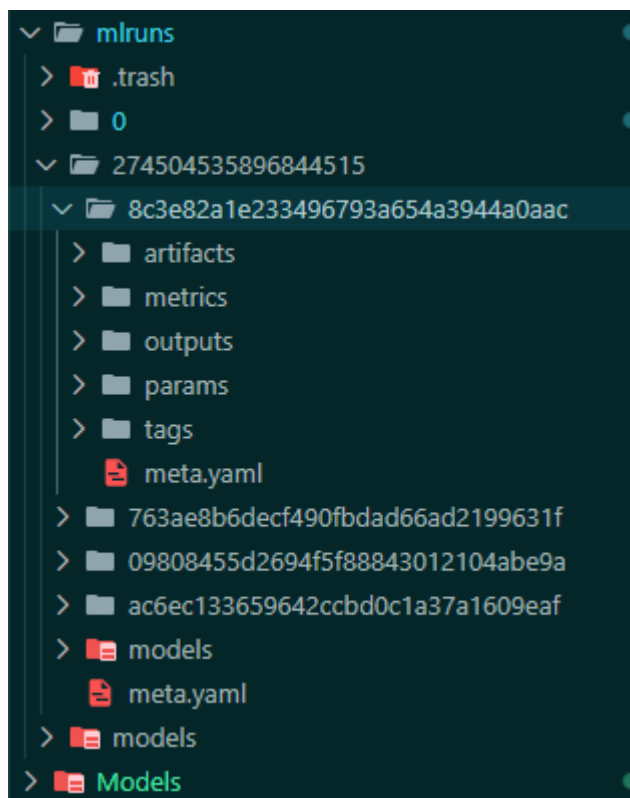 mlruns
.trash
0
274504535896844515
8c3e82a1e233496793a654a3944a0aac
artifacts
metrics
outputs
params
tags
meta.yaml
763ae8b6decf490fbdad66ad2199631f
09808455d2694f5f88843012104abe9a
ac6ec133659642ccbd0c1a37a1609eaf
models
meta.yaml
models
Models